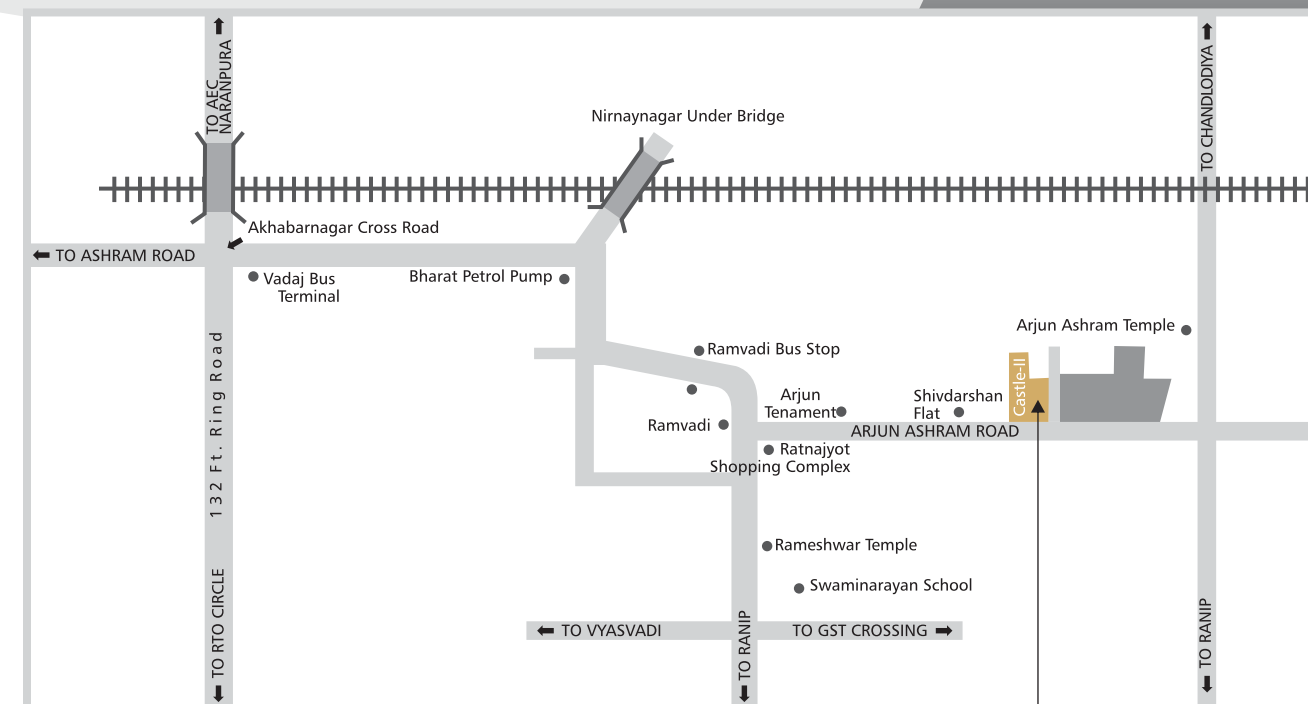 TO AEC
NARANPURA
TO CHANDLODIYA
Nirnaynagar Under Bridge
Akhabarnagar Cross Road
TO ASHRAM ROAD
Vadaj Bus
Terminal
Bharat Petrol Pump
Arjun Ashram Temple
132 Ft. Ring Road
Ramvadi Bus Stop
Castle-II
Arjun
Tenament
Shivdarshan
Flat
Ramvadi
ARJUN ASHRAM ROAD
Ratnajyot
Shopping Complex
Rameshwar Temple
Swaminarayan School
TO RTO CIRCLE
TO VYASVADI
TO RANIP
TO GST CROSSING
TO RANIP